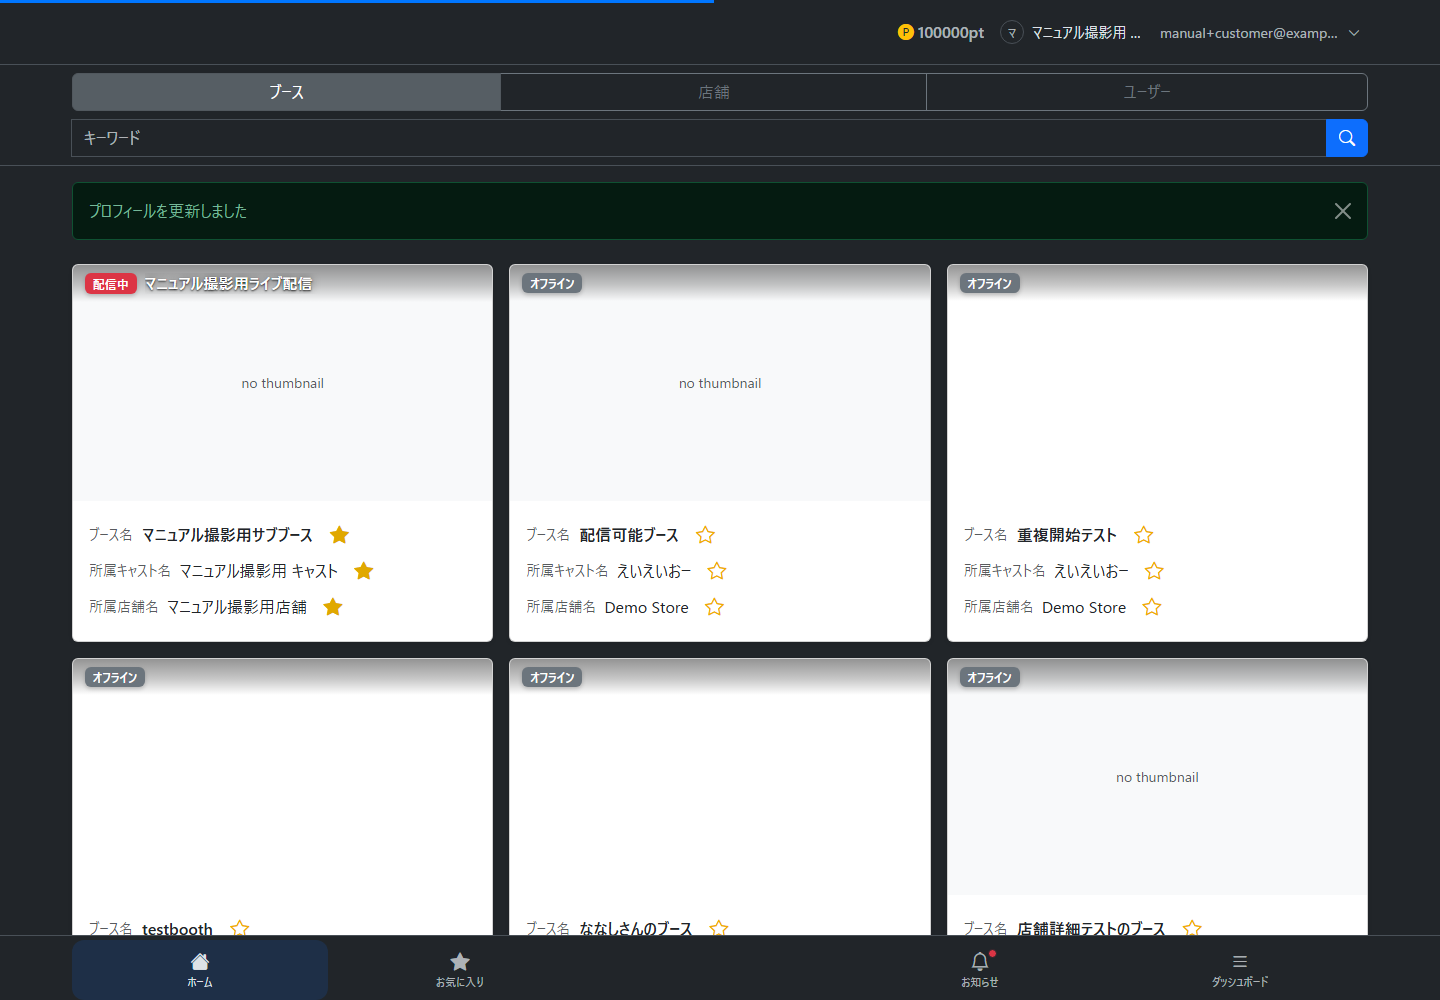 P 100000pt マ マニュアル撮影用 ... manual+customer@examp...
ブース 店舗 ユーザー
キーワード
プロフィールを更新しました
配信中 マニュアル撮影用ライブ配信
no thumbnail
ブース名 マニュアル撮影用サブブース
所属キャスト名 マニュアル撮影用 キャスト
所属店舗名 マニュアル撮影用店舗
オフライン
no thumbnail
ブース名 配信可能ブース
所属キャスト名 えいえいおー
所属店舗名 Demo Store
オフライン
ブース名 重複開始テスト
所属キャスト名 えいえいおー
所属店舗名 Demo Store
オフライン
ブース名 testbooth
オフライン
ブース名 ななしさんのブース
オフライン
no thumbnail
ブース名 店舗詳細テストのブース
ホーム お気に入り お知らせ ダッシュボード